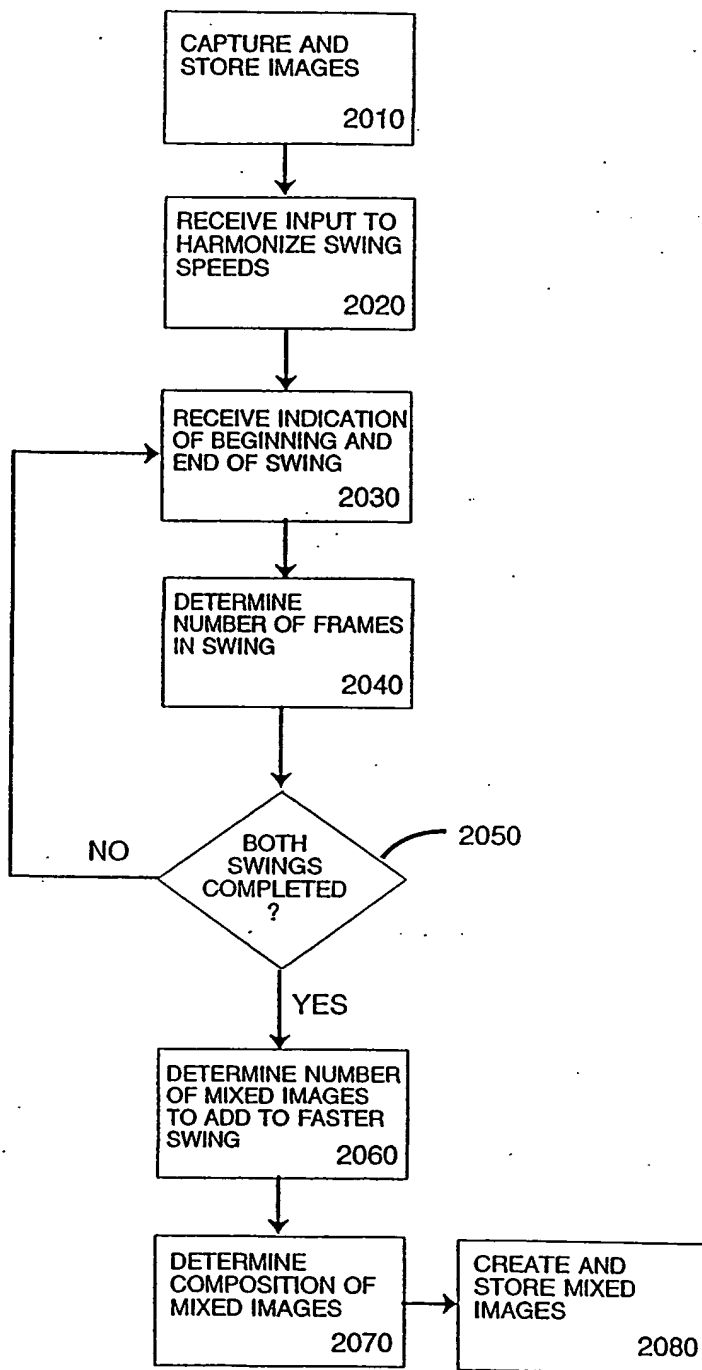 CAPTURE AND
STORE IMAGES
2010
RECEIVE INPUT TO
HARMONIZE SWING
SPEEDS
2020
RECEIVE INDICATION
OF BEGINNING AND
END OF SWING
2030
DETERMINE
NUMBER OF FRAMES
IN SWING
2040
BOTH
SWINGS
COMPLETED
?
2050
NO
YES
DETERMINE NUMBER
OF MIXED IMAGES
TO ADD TO FASTER
SWING
2060
DETERMINE
COMPOSITION OF
MIXED IMAGES
2070
CREATE AND
STORE MIXED
IMAGES
2080